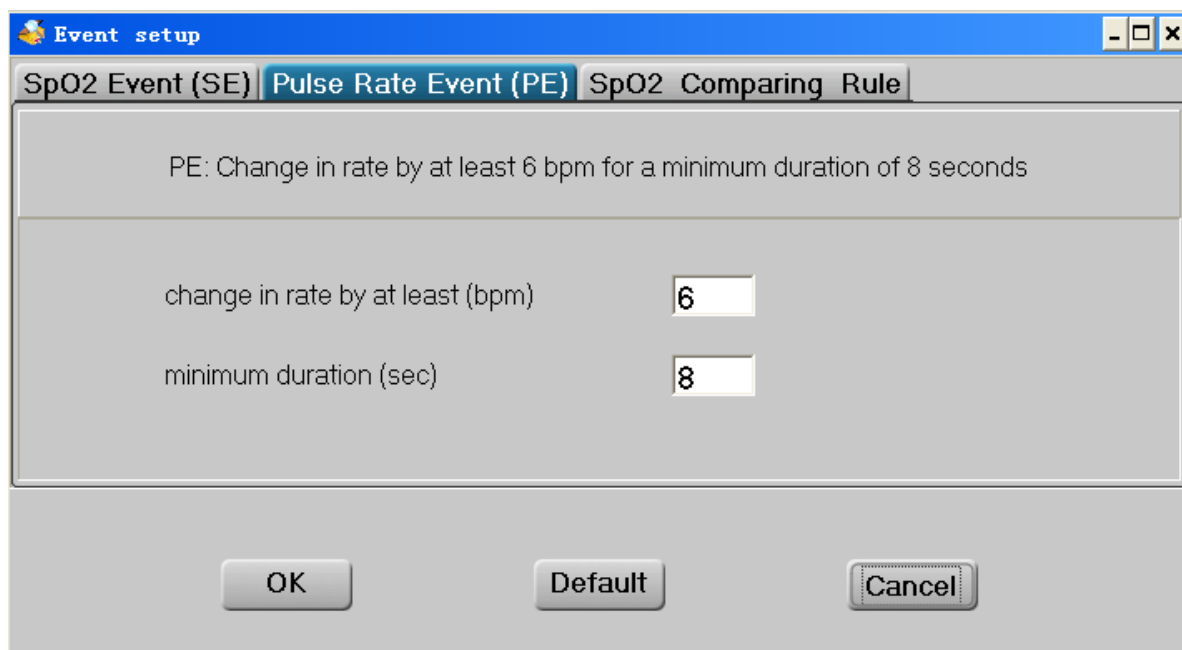 Event setup
SpO2 Event (SE) Pulse Rate Event (PE) SpO2 Comparing Rule
PE: Change in rate by at least 6 bpm for a minimum duration of 8 seconds
change in rate by at least (bpm) 6
minimum duration (sec) 8
OK Default Cancel